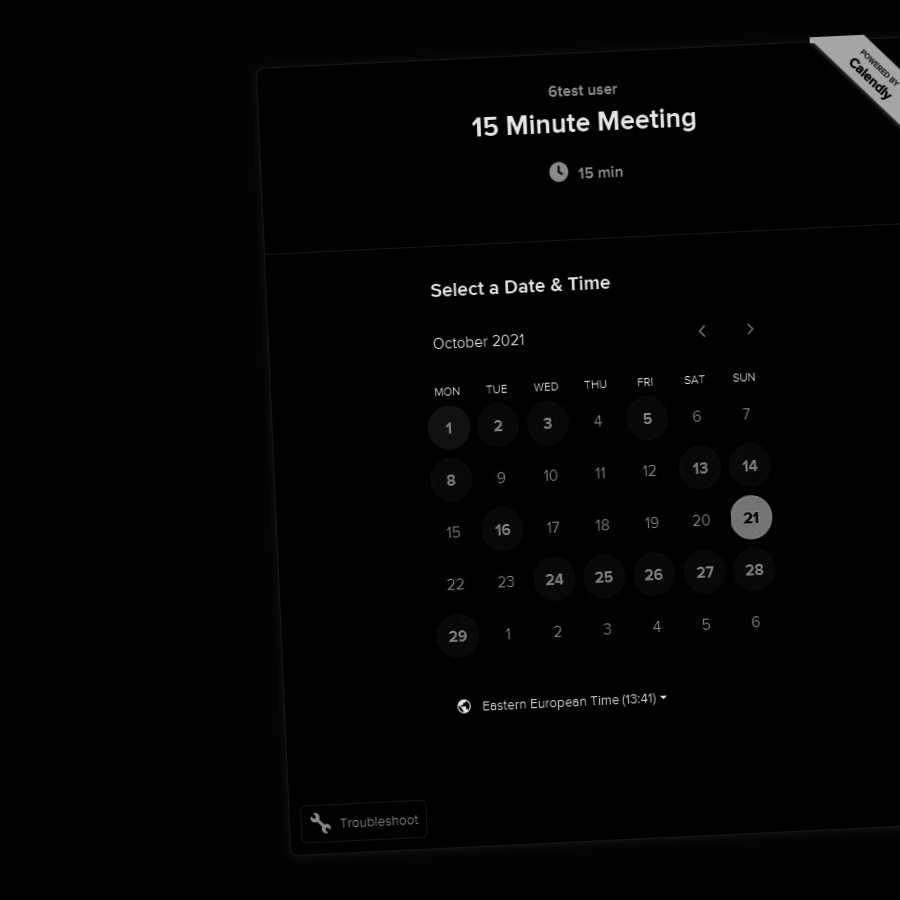 POWERED BY
Calendly
6test user
15 Minute Meeting
15 min
Select a Date & Time
October 2021
MON TUE WED THU FRI SAT SUN
1 2 3 4 5 6 7
8 9 10 11 12 13 14
15 16 17 18 19 20 21
22 23 24 25 26 27 28
29 1 2 3 4 5 6
Eastern European Time (13:41)
Troubleshoot